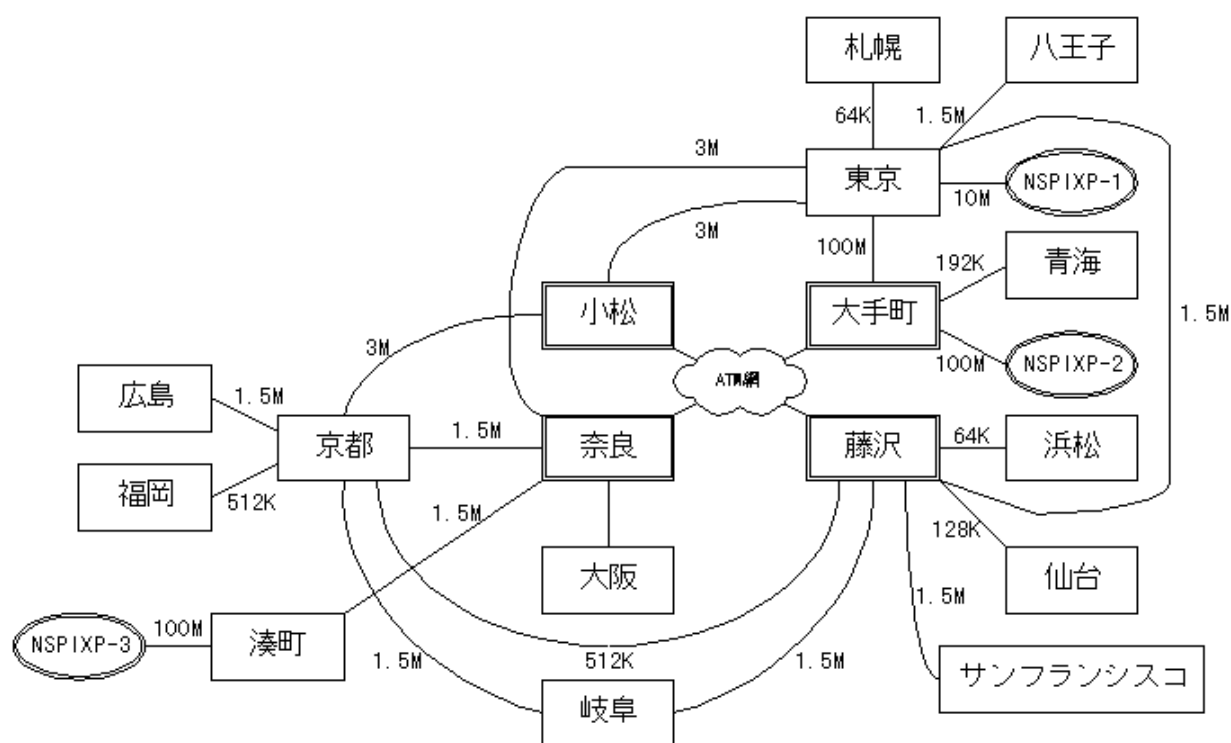 札幌
八王子
64K
1.5M
3M
東京
NSPIXP-1
10M
3M
100M
192K
青海
小松
大手町
1.5M
3M
100M
NSPIXP-2
ATM網
広島
1.5M
京都
1.5M
奈良
藤沢
64K
浜松
福岡
512K
1.5M
128K
大阪
仙台
1.5M
NSPIXP-3
100M
湊町
1.5M
512K
1.5M
サンフランシスコ
岐阜